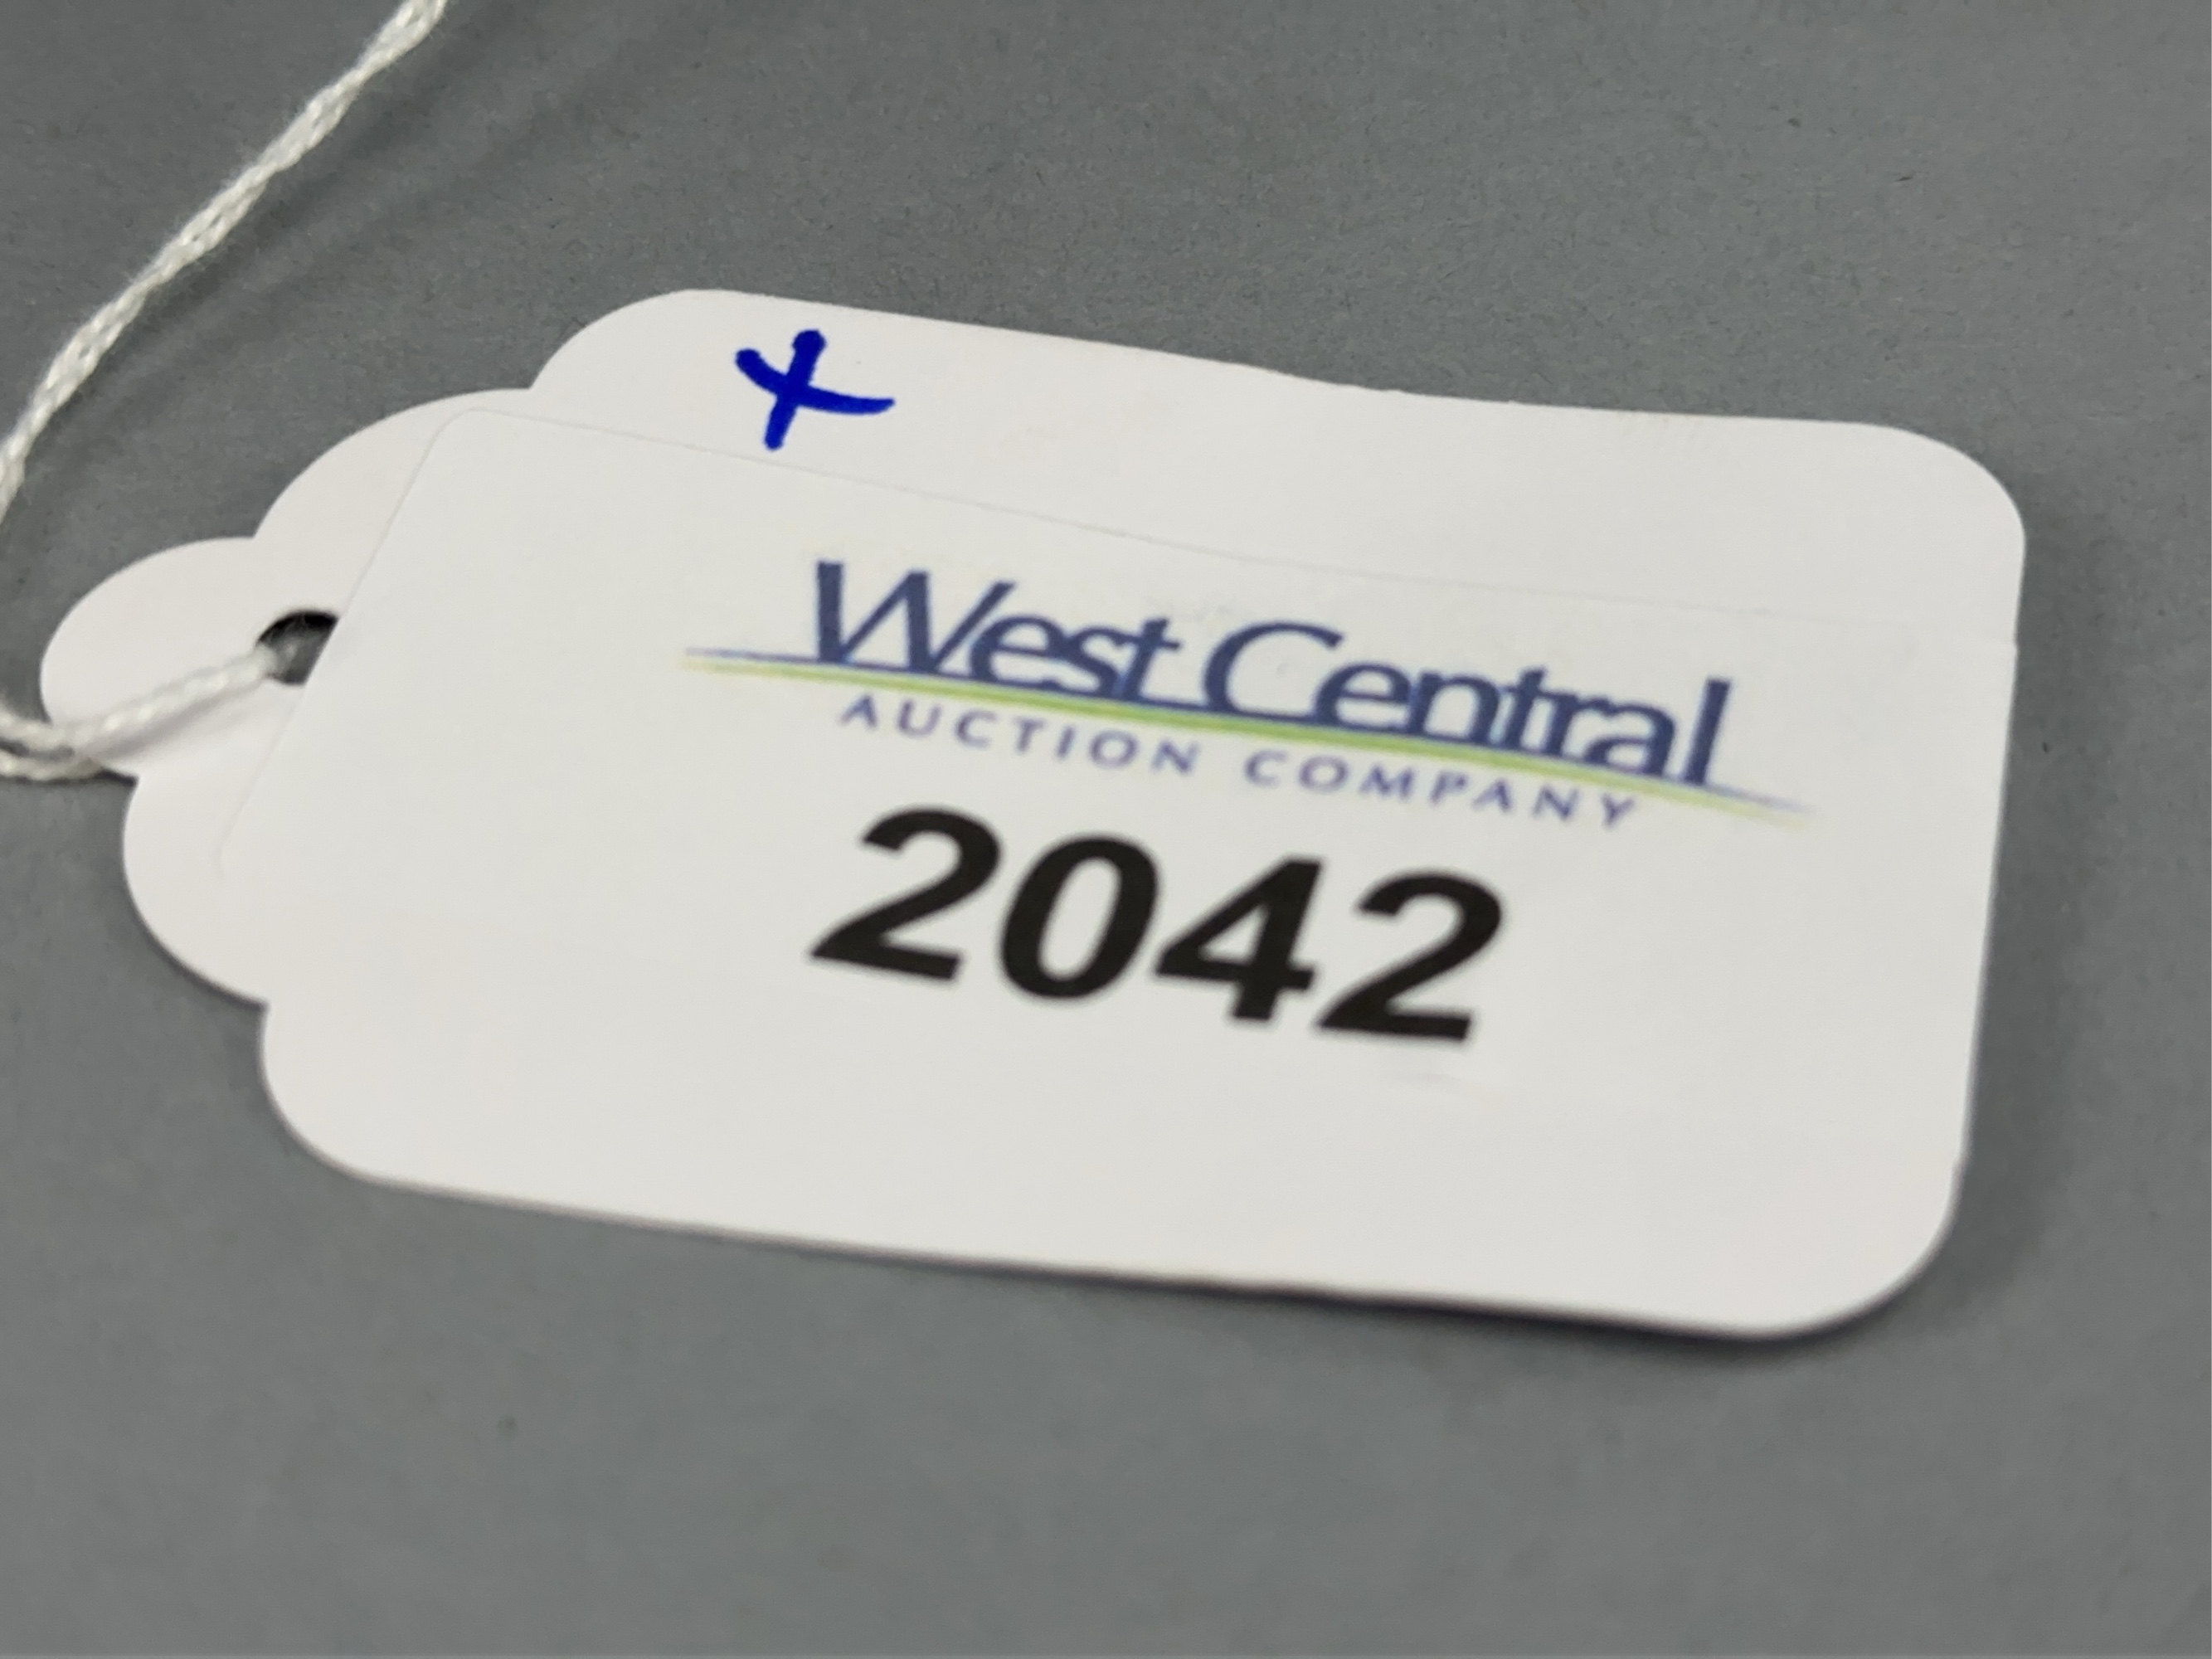 x
West Central
AUCTION COMPANY
2042